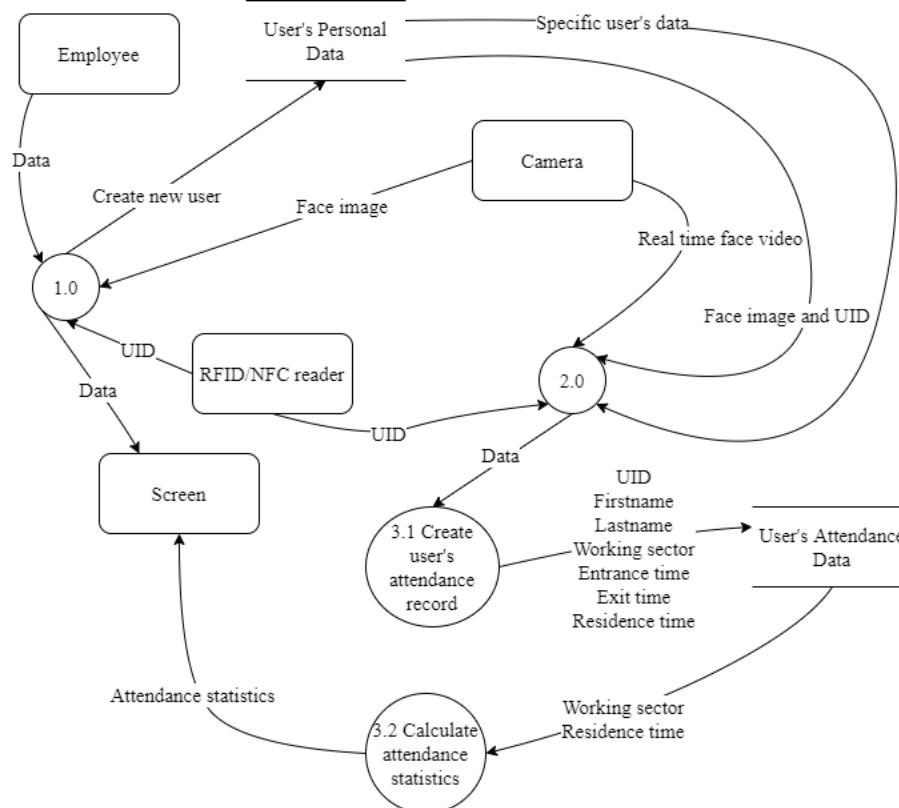 User's Personal
Data
Specific user's data
Employee
Data
Camera
Create new user
Face image
Real time face video
1.0
Face image and UID
UID
RFID/NFC reader
2.0
Data
UID
Data
Screen
UID
Firstname
Lastname
Working sector
Entrance time
Exit time
Residence time
3.1 Create
user's
attendance
record
User's Attendance
Data
Attendance statistics
Working sector
Residence time
3.2 Calculate
attendance
statistics